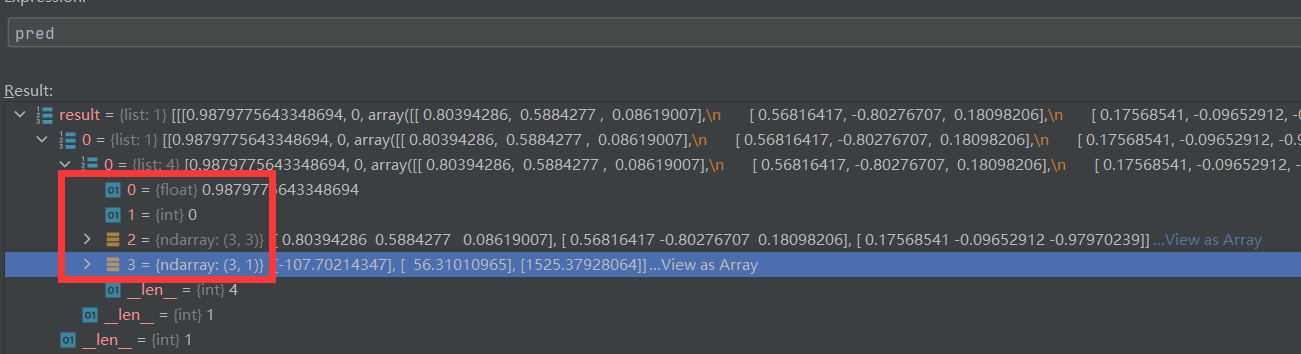 Expression:
pred
Result:
result = {list: 1} [[[0.9879775643348694, 0, array([[ 0.80394286, 0.5884277 , 0.08619007],\n [ 0.56816417, -0.80276707, 0.18098206],\n [ 0.17568541, -0.09652912, -0
0 = {list: 1} [[0.9879775643348694, 0, array([[ 0.80394286, 0.5884277 , 0.08619007],\n [ 0.56816417, -0.80276707, 0.18098206],\n [ 0.17568541, -0.09652912, -0.9
0 = {list: 4} [0.9879775643348694, 0, array([[ 0.80394286, 0.5884277 , 0.08619007],\n [ 0.56816417, -0.80276707, 0.18098206],\n [ 0.17568541, -0.09652912, -0.97
0 = {float} 0.9879775643348694
1 = {int} 0
2 = {ndarray: (3, 3)} [ 0.80394286 0.5884277 0.08619007], [ 0.56816417 -0.80276707 0.18098206], [ 0.17568541 -0.09652912 -0.97970239]] ...View as Array
3 = {ndarray: (3, 1)} [-107.70214347], [ 56.31010965], [1525.37928064]] ...View as Array
__len__ = {int} 4
__len__ = {int} 1
__len__ = {int} 1